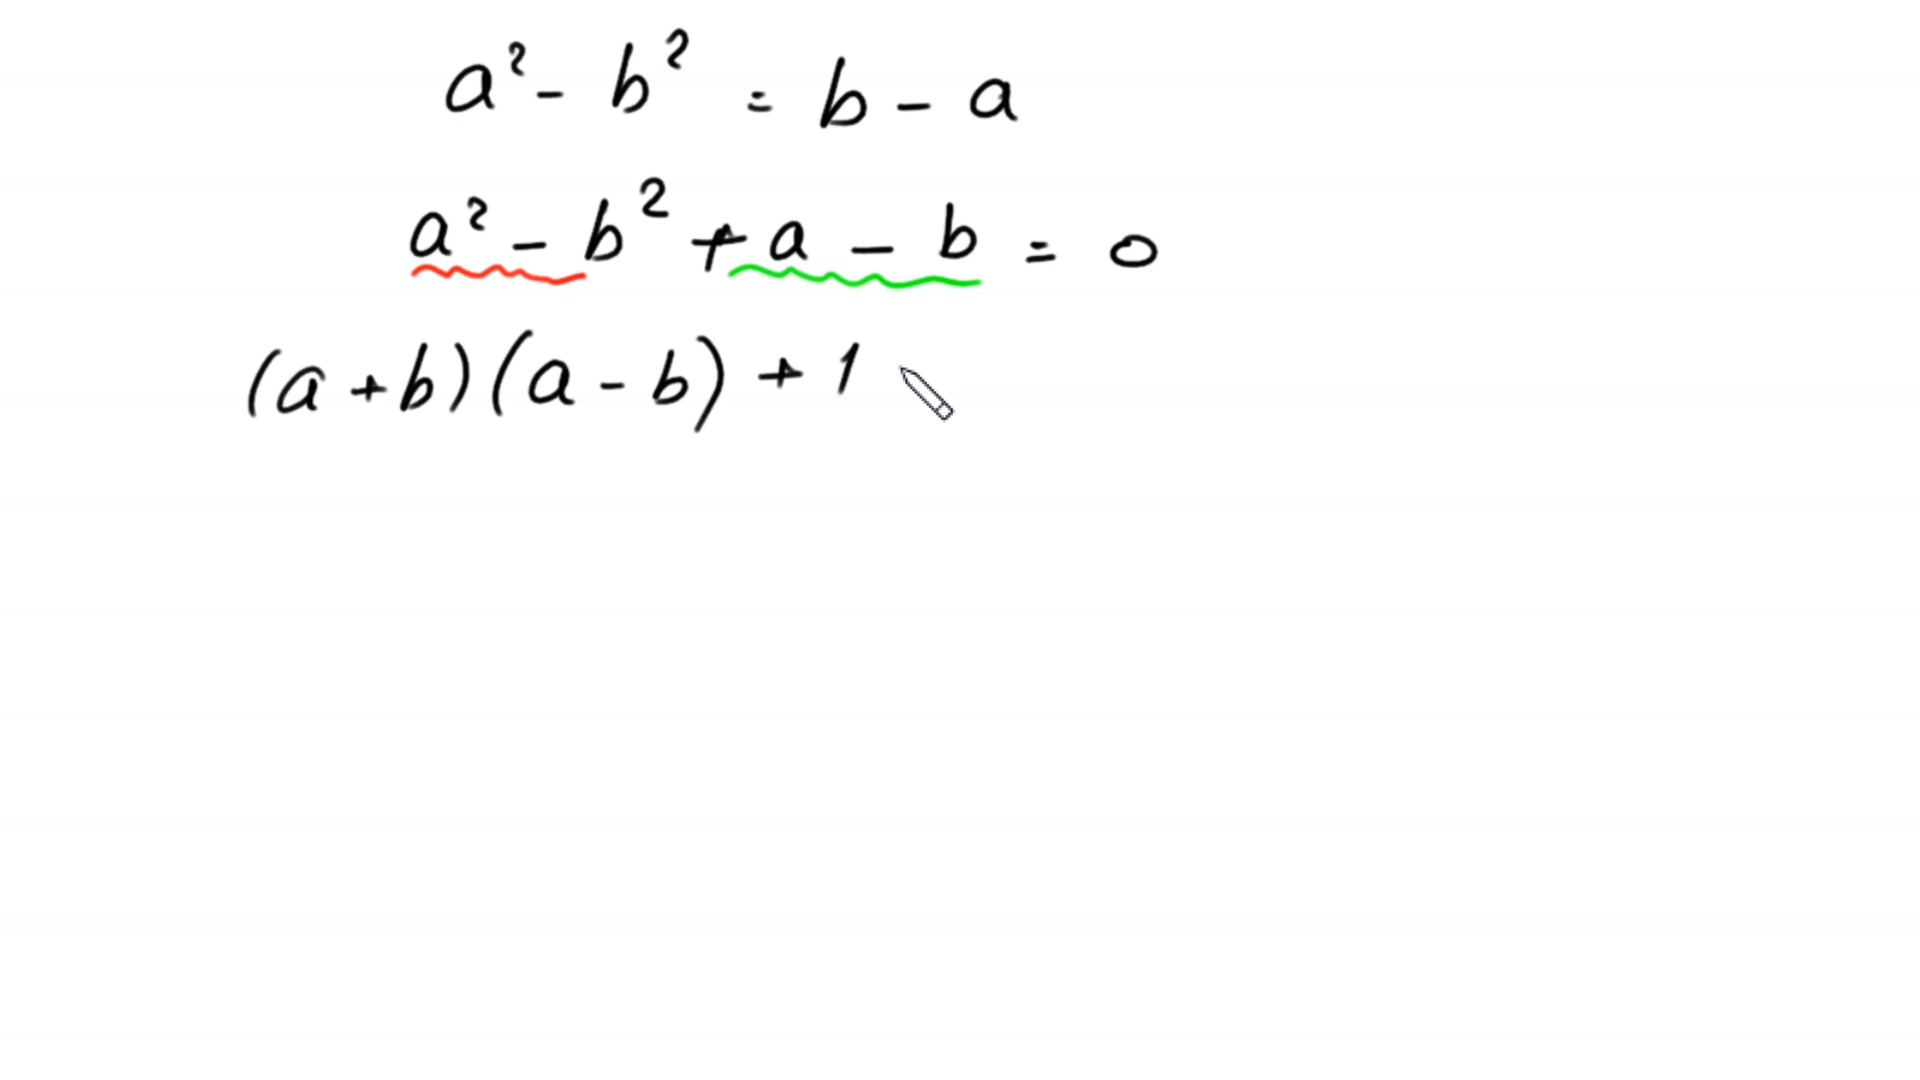 a² - b² = b - a
a² - b² + a - b = 0
(a + b)(a - b) + 1